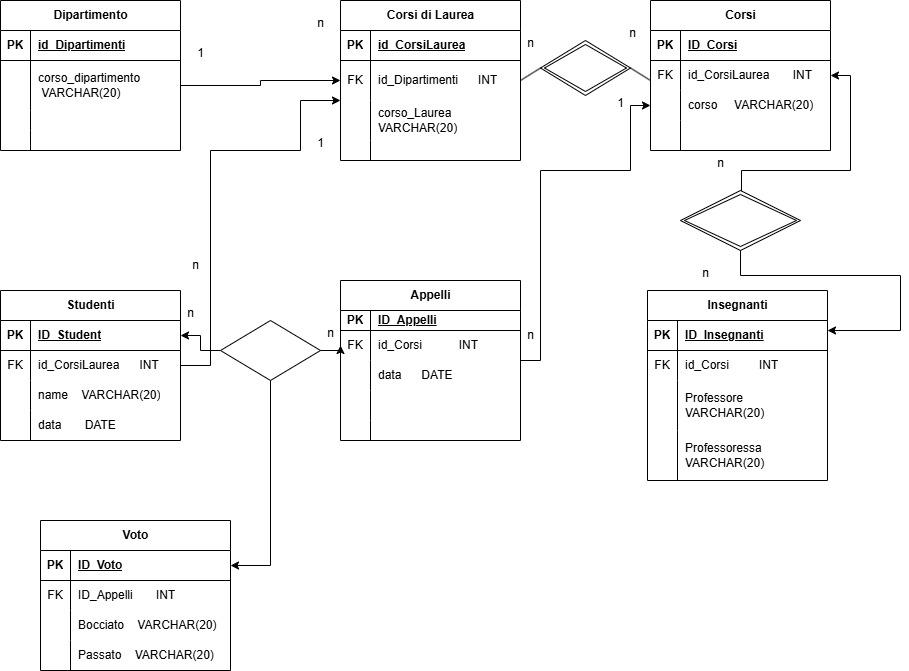 Dipartimento
PK id_Dipartimenti
corso_dipartimento
VARCHAR(20)
1
n
Corsi di Laurea
PK id_CorsiLaurea
FK id_Dipartimenti INT
corso_Laurea
VARCHAR(20)
1
n
n
1
Corsi
PK ID_Corsi
FK id_CorsiLaurea INT
corso VARCHAR(20)
n
n
n
Studenti
PK ID_Student
FK id_CorsiLaurea INT
name VARCHAR(20)
data DATE
n
n
Appelli
PK ID_Appelli
FK id_Corsi INT
data DATE
n
Insegnanti
PK ID_Insegnanti
FK id_Corsi INT
Professore
VARCHAR(20)
Professoressa
VARCHAR(20)
Voto
PK ID_Voto
FK ID_Appelli INT
Bocciato VARCHAR(20)
Passato VARCHAR(20)